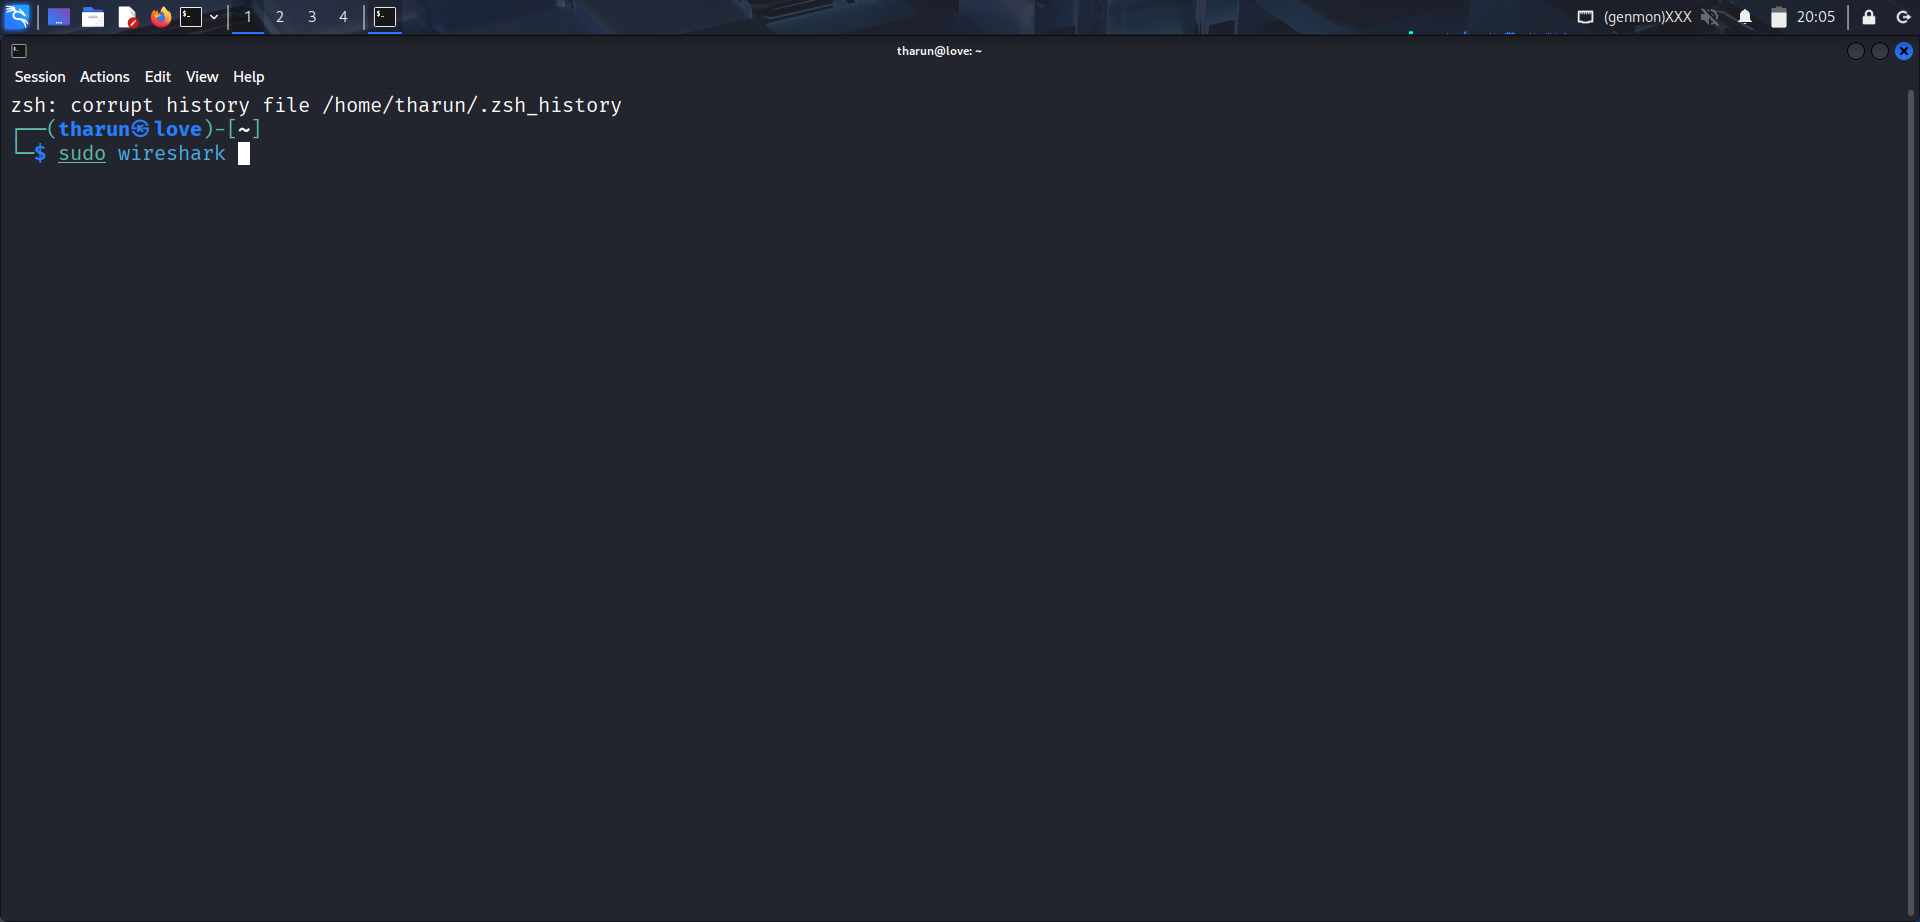 1 2 3 4 (genmon)XXX 20:05
tharun@love: ~
Session Actions Edit View Help
zsh: corrupt history file /home/tharun/.zsh_history
┌──(tharun㉿love)-[~]
└─$ sudo wireshark